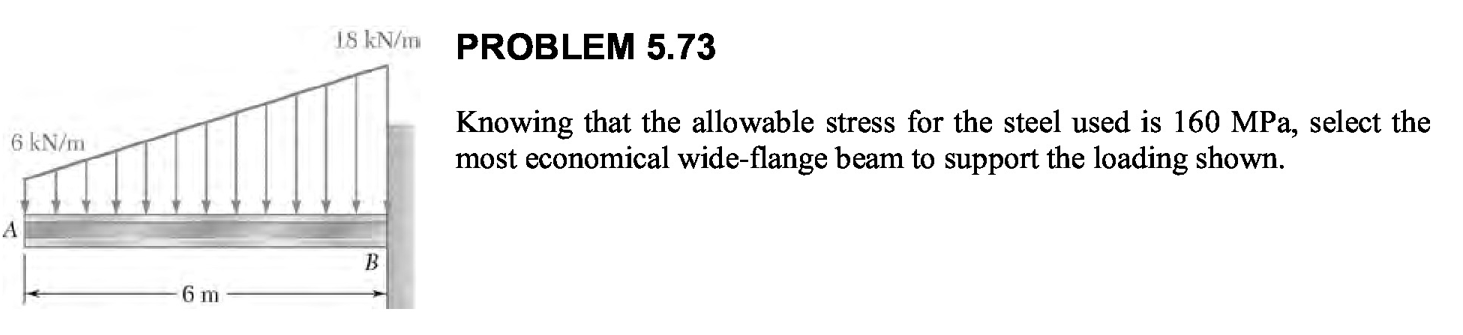 18 kN/m
PROBLEM 5.73
6 kN/m
Knowing that the allowable stress for the steel used is 160 MPa, select the
most economical wide-flange beam to support the loading shown.
A
B
6 m